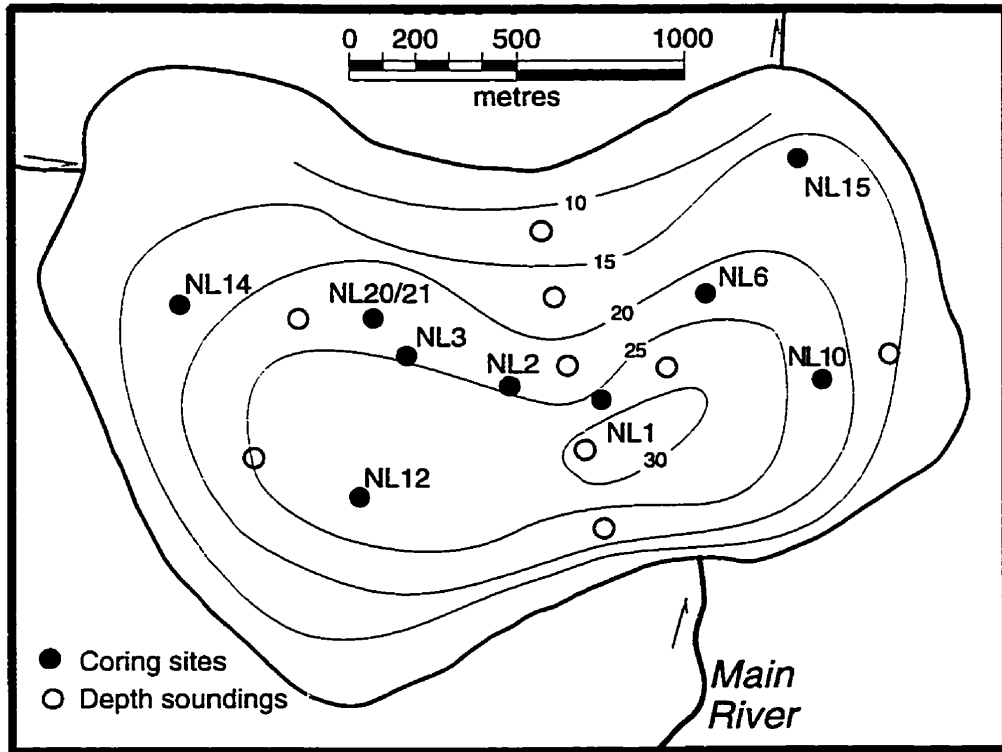 0 200 500 1000
metres
10
NL15
15
NL14
NL20/21
NL6
20
NL3
25
NL2
NL10
NL1
30
NL12
Coring sites
Depth soundings
Main
River